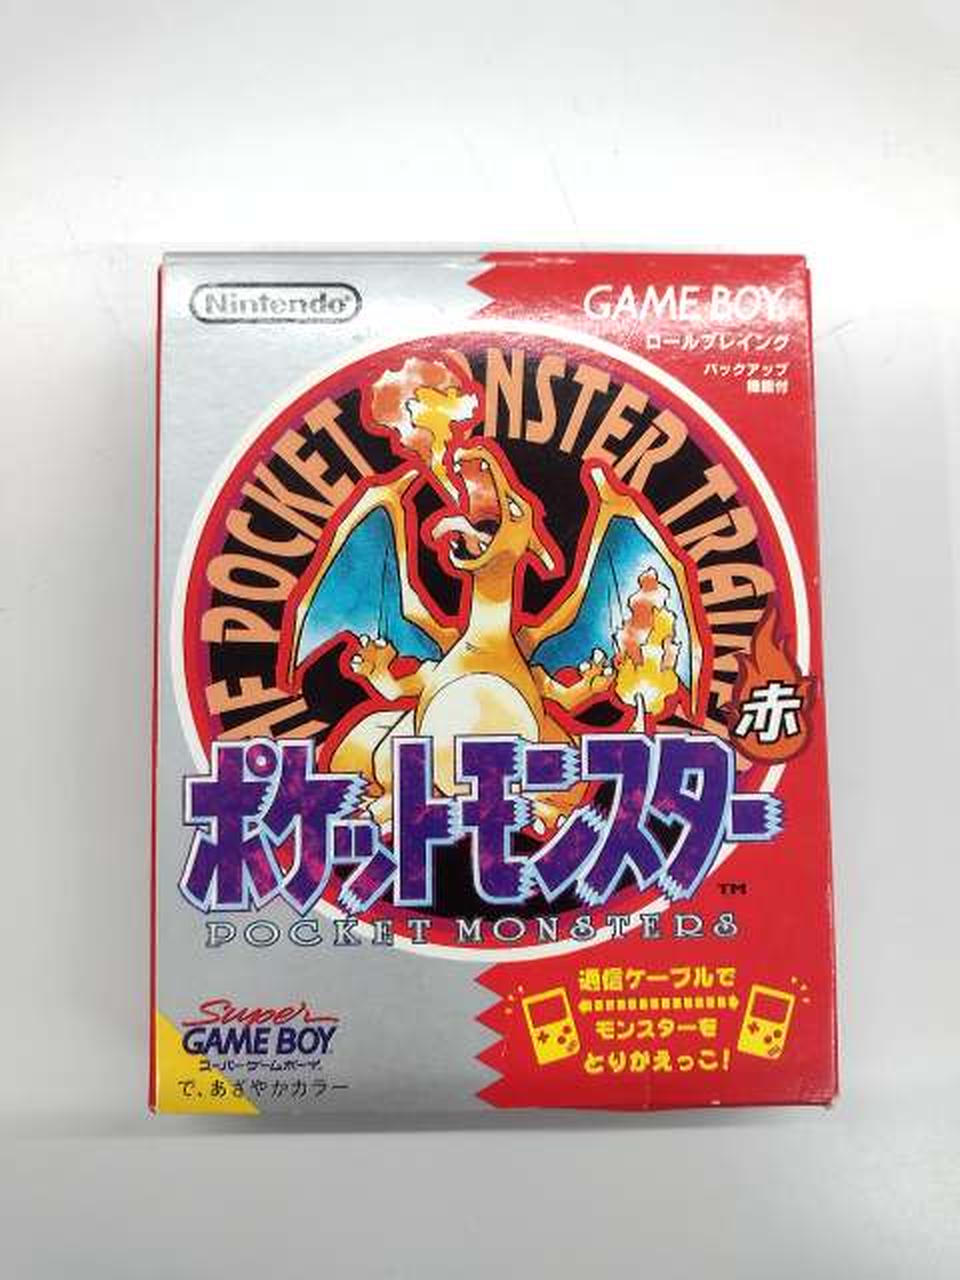 Nintendo
GAME BOY
ロールプレイング
バックアップ
機能付
POCKET MONSTER TRAINER
赤
ポケットモンスター
TM
POCKET MONSTERS
通信ケーブルで
モンスターを
とりかえっこ!
Super
GAME BOY
スーパーゲームボーイ
で、あざやかカラー